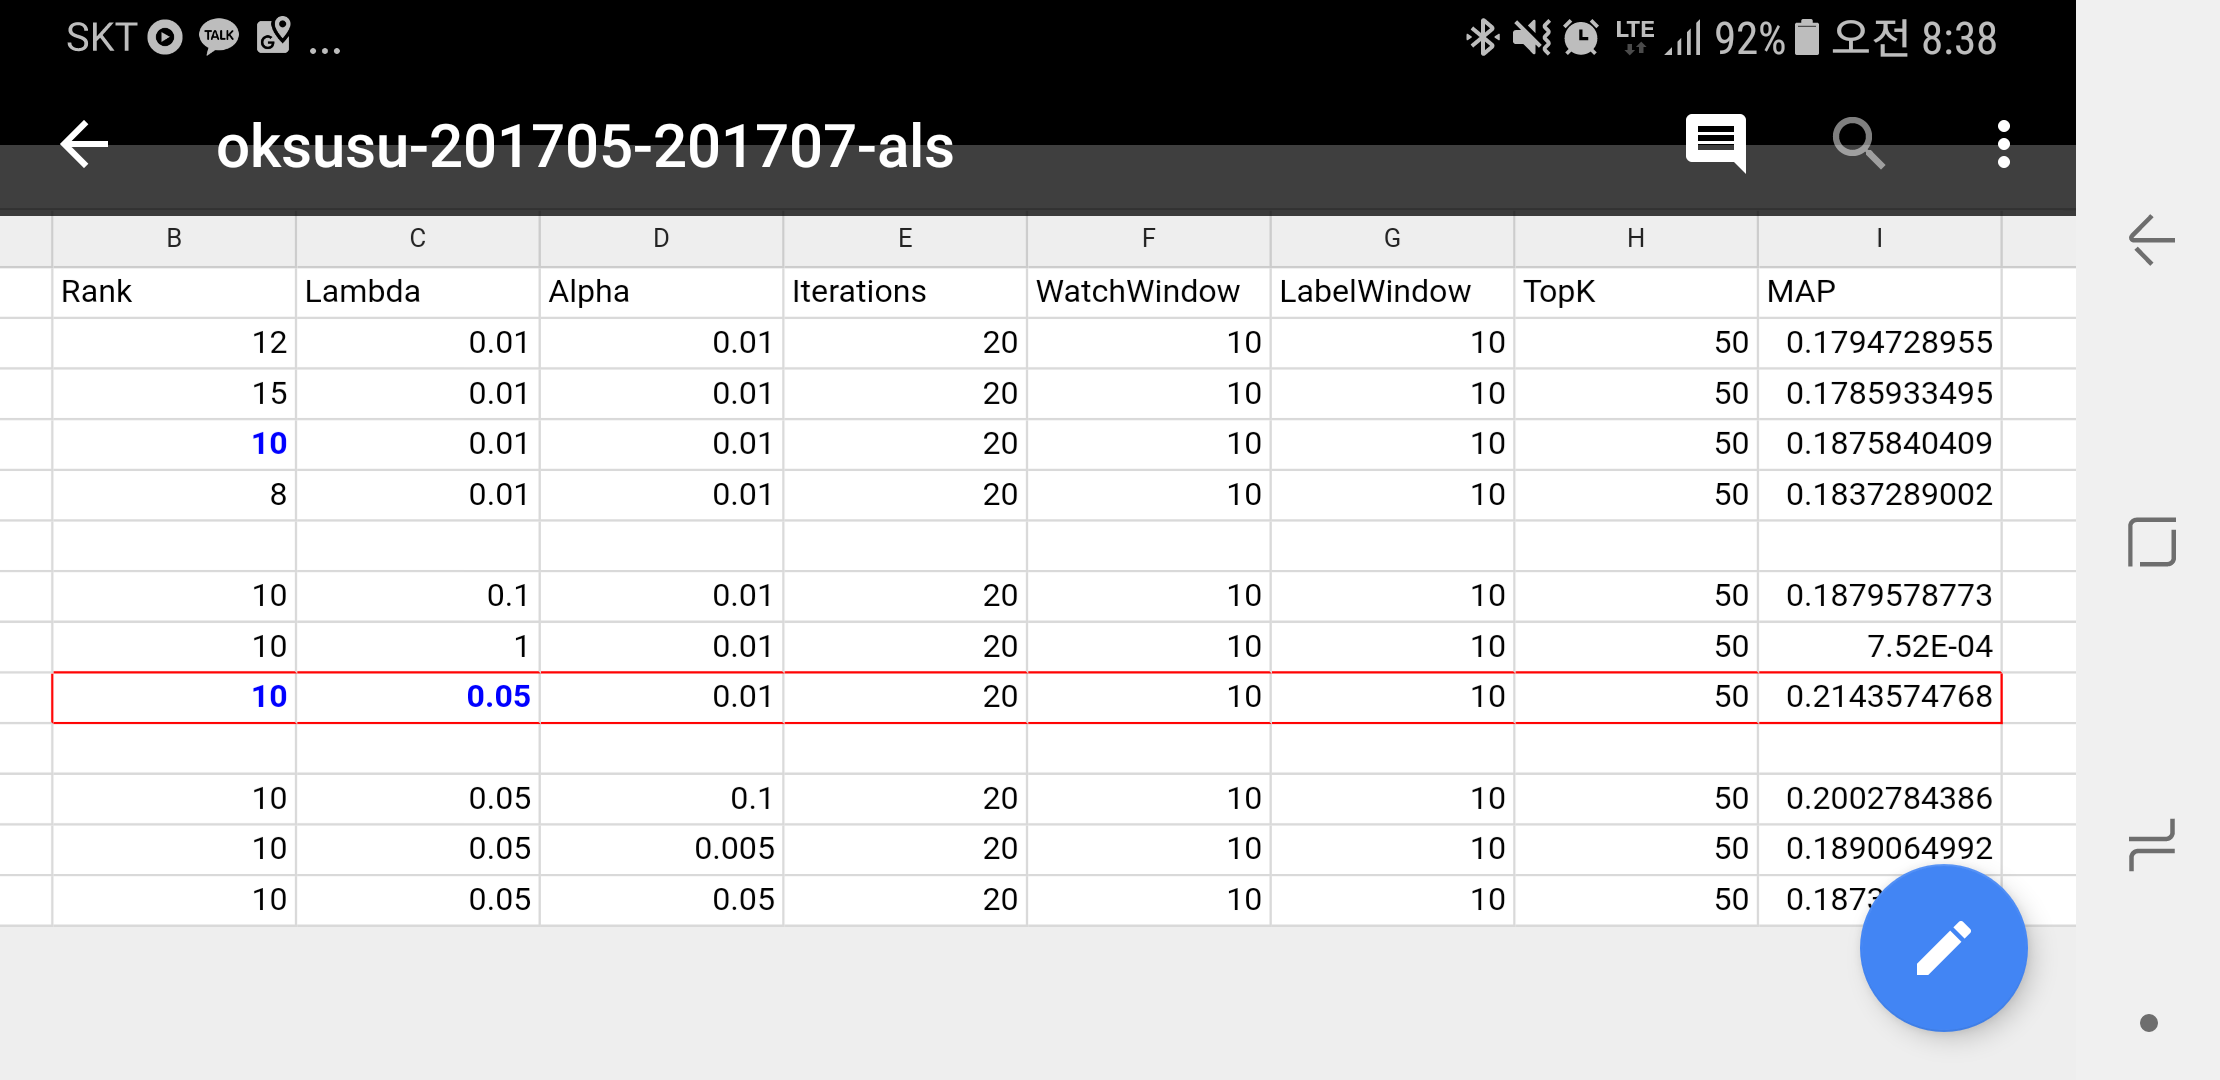 SKT TALK G ... LTE 92% 오전 8:38
oksusu-201705-201707-als
B C D E F G H I
Rank Lambda Alpha Iterations WatchWindow LabelWindow TopK MAP
12 0.01 0.01 20 10 10 50 0.1794728955
15 0.01 0.01 20 10 10 50 0.1785933495
10 0.01 0.01 20 10 10 50 0.1875840409
8 0.01 0.01 20 10 10 50 0.1837289002
10 0.1 0.01 20 10 10 50 0.1879578773
10 1 0.01 20 10 10 50 7.52E-04
10 0.05 0.01 20 10 10 50 0.2143574768
10 0.05 0.1 20 10 10 50 0.2002784386
10 0.05 0.005 20 10 10 50 0.1890064992
10 0.05 0.05 20 10 10 50